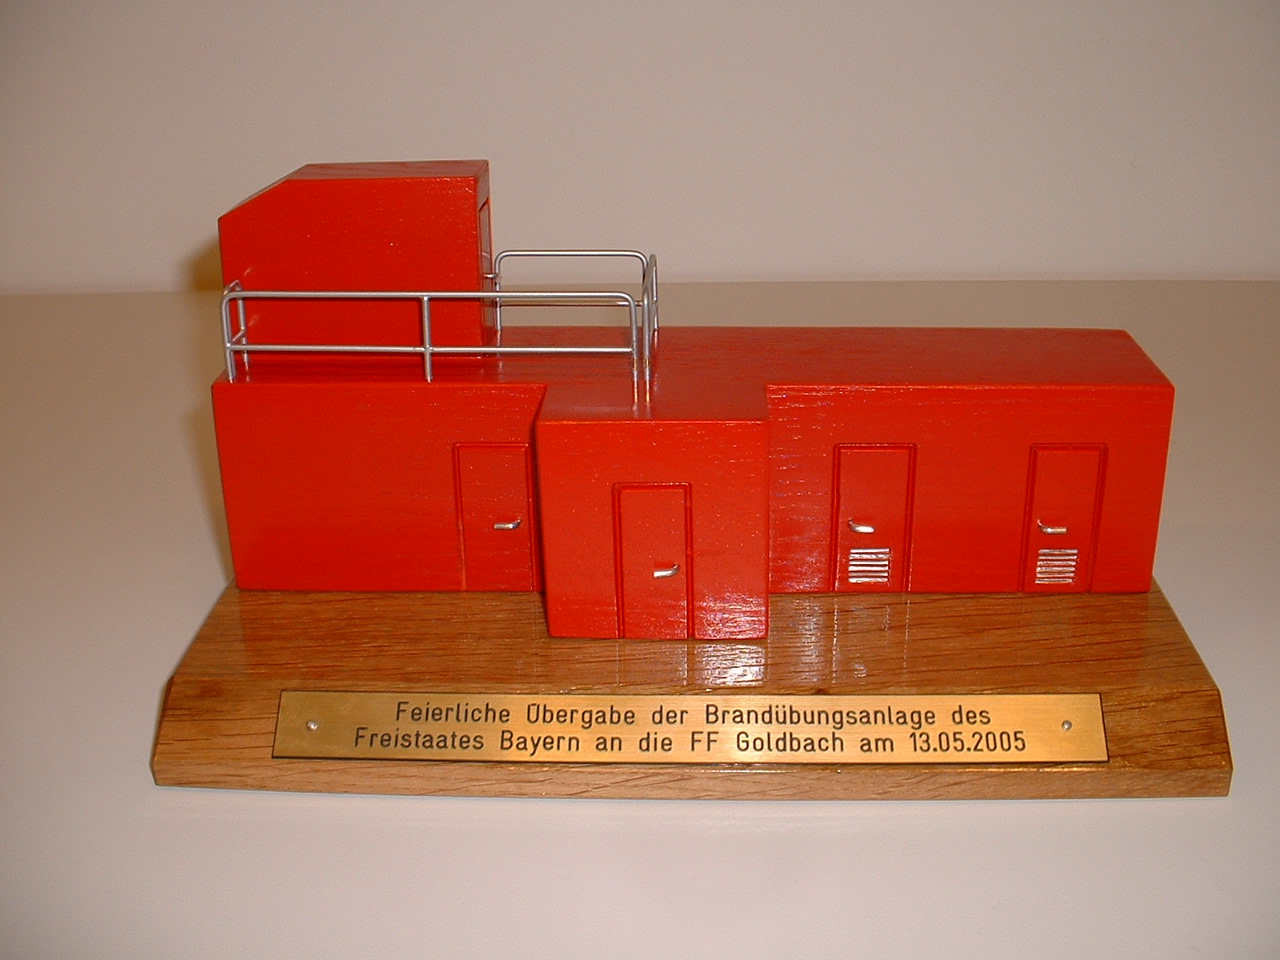 Feierliche Übergabe der Brandübungsanlage des
Freistaates Bayern an die FF Goldbach am 13.05.2005